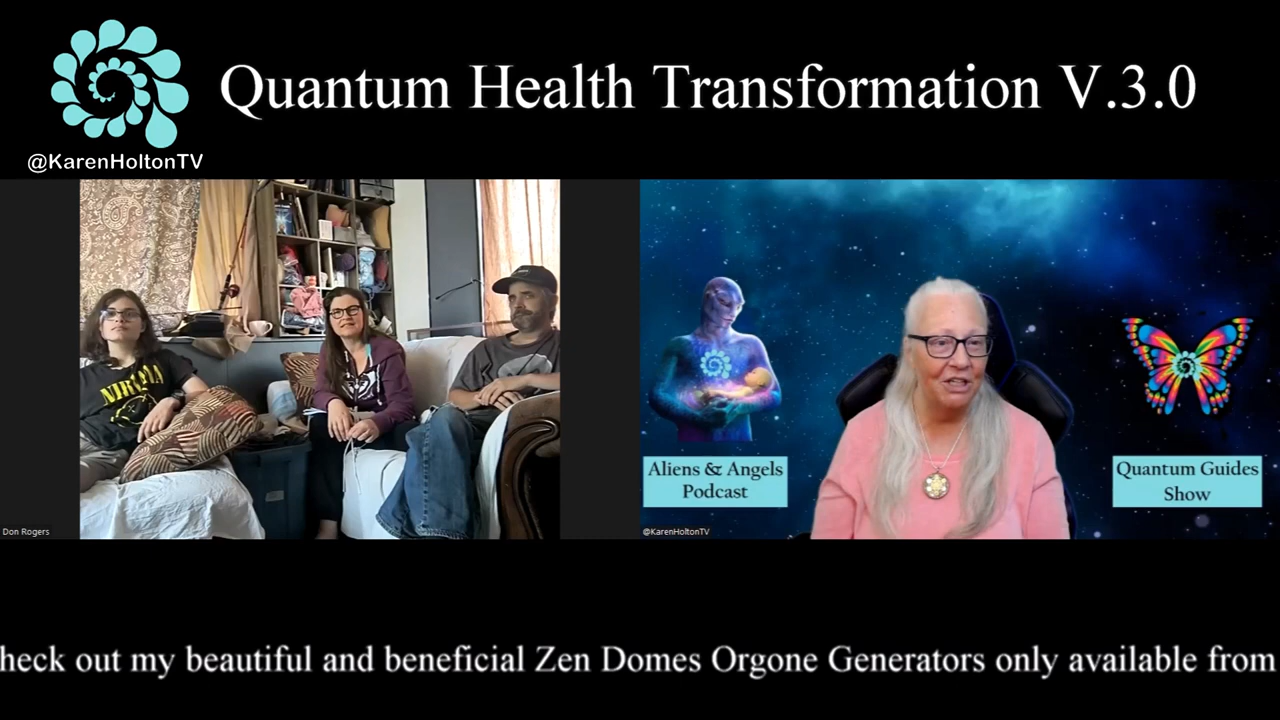 Quantum Health Transformation V.3.0
@KarenHoltonTV
NIRVANA
Aliens & Angels
Podcast
Quantum Guides
Show
Don Rogers
@KarenHoltonTV
heck out my beautiful and beneficial Zen Domes Orgone Generators only available from